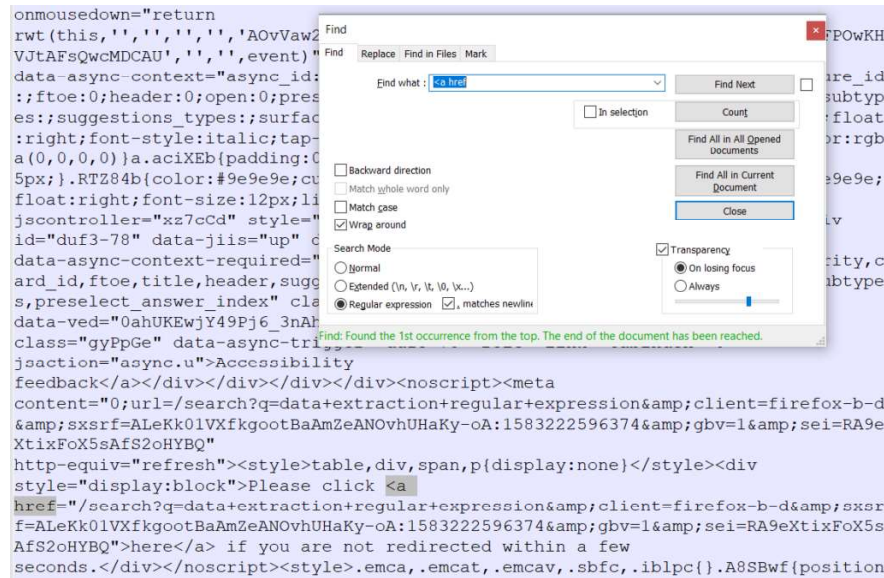 onmousedown="return
rwt(this,'','','','','AOvVaw2
FPOwKH
VJtAFsQwcMDCAU','','',event)"
data-async-context="async_id:
ure_id
:;ftoe:0;header:0;open:0;pres
subtyp
es:;suggestions_types:;surfac
float
:right;font-style:italic;tap-
or:rgb
a(0,0,0,0)}a.aciXEb{padding:0
5px;}.RTZ84b{color:#9e9e9e;cu
e9e9e;
float:right;font-size:12px;li
jscontroller="xz7cCd" style="
iv
id="duf3-78" data-jiis="up" d
data-async-context-required="
rity,c
ard_id,ftoe,title,header,sugg
ubtype
s,preselect_answer_index" cla
data-ved="0ahUKEwjY49Pj6_3nAh
class="gyPpGe" data-async-trigger
jsaction="async.u">Accessibility
feedback</a></div></div></div></div><noscript><meta
content="0;url=/search?q=data+extraction+regular+expression&amp;client=firefox-b-d
&amp;sxsrf=ALeKk01VXfkgootBaAmZeANOvhUHaKy-oA:1583222596374&amp;gbv=1&amp;sei=RA9e
XtixFoX5sAfS2oHYBQ"
http-equiv="refresh"><style>table,div,span,p{display:none}</style><div
style="display:block">Please click <a
href="/search?q=data+extraction+regular+expression&amp;client=firefox-b-d&amp;sxsr
f=ALeKk01VXfkgootBaAmZeANOvhUHaKy-oA:1583222596374&amp;gbv=1&amp;sei=RA9eXtixFoX5s
AfS2oHYBQ">here</a> if you are not redirected within a few
seconds.</div></noscript><style>.emca,.emcat,.emcav,.sbfc,.iblpc{}.A8SBwf{position
Find
Find Replace Find in Files Mark
Find what : <a href
Find Next
In selection
Count
Find All in All Opened
Documents
Find All in Current
Document
Close
Backward direction
Match whole word only
Match case
Wrap around
Search Mode
Normal
Extended (\n, \r, \t, \0, \x...)
Regular expression . matches newline
Transparency
On losing focus
Always
Find: Found the 1st occurrence from the top. The end of the document has been reached.